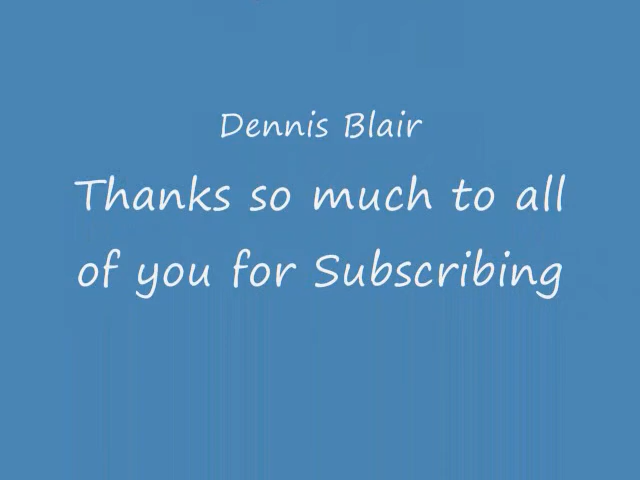 Dennis Blair
Thanks so much to all
of you for Subscribing